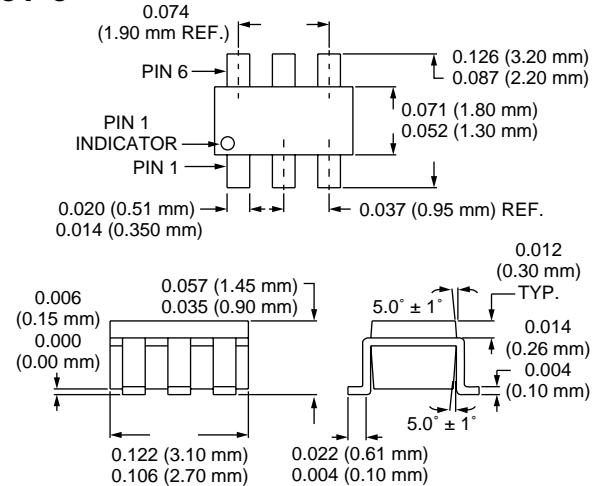 0.074
(1.90 mm REF.)
PIN 6
0.126 (3.20 mm)
0.087 (2.20 mm)
0.071 (1.80 mm)
0.052 (1.30 mm)
PIN 1
INDICATOR
PIN 1
0.020 (0.51 mm)
0.014 (0.350 mm)
0.037 (0.95 mm) REF.
0.006
(0.15 mm)
0.000
(0.00 mm)
0.057 (1.45 mm)
0.035 (0.90 mm)
0.122 (3.10 mm)
0.106 (2.70 mm)
0.012
(0.30 mm)
TYP.
5.0° ± 1°
0.014
(0.26 mm)
0.004
(0.10 mm)
5.0° ± 1°
0.022 (0.61 mm)
0.004 (0.10 mm)